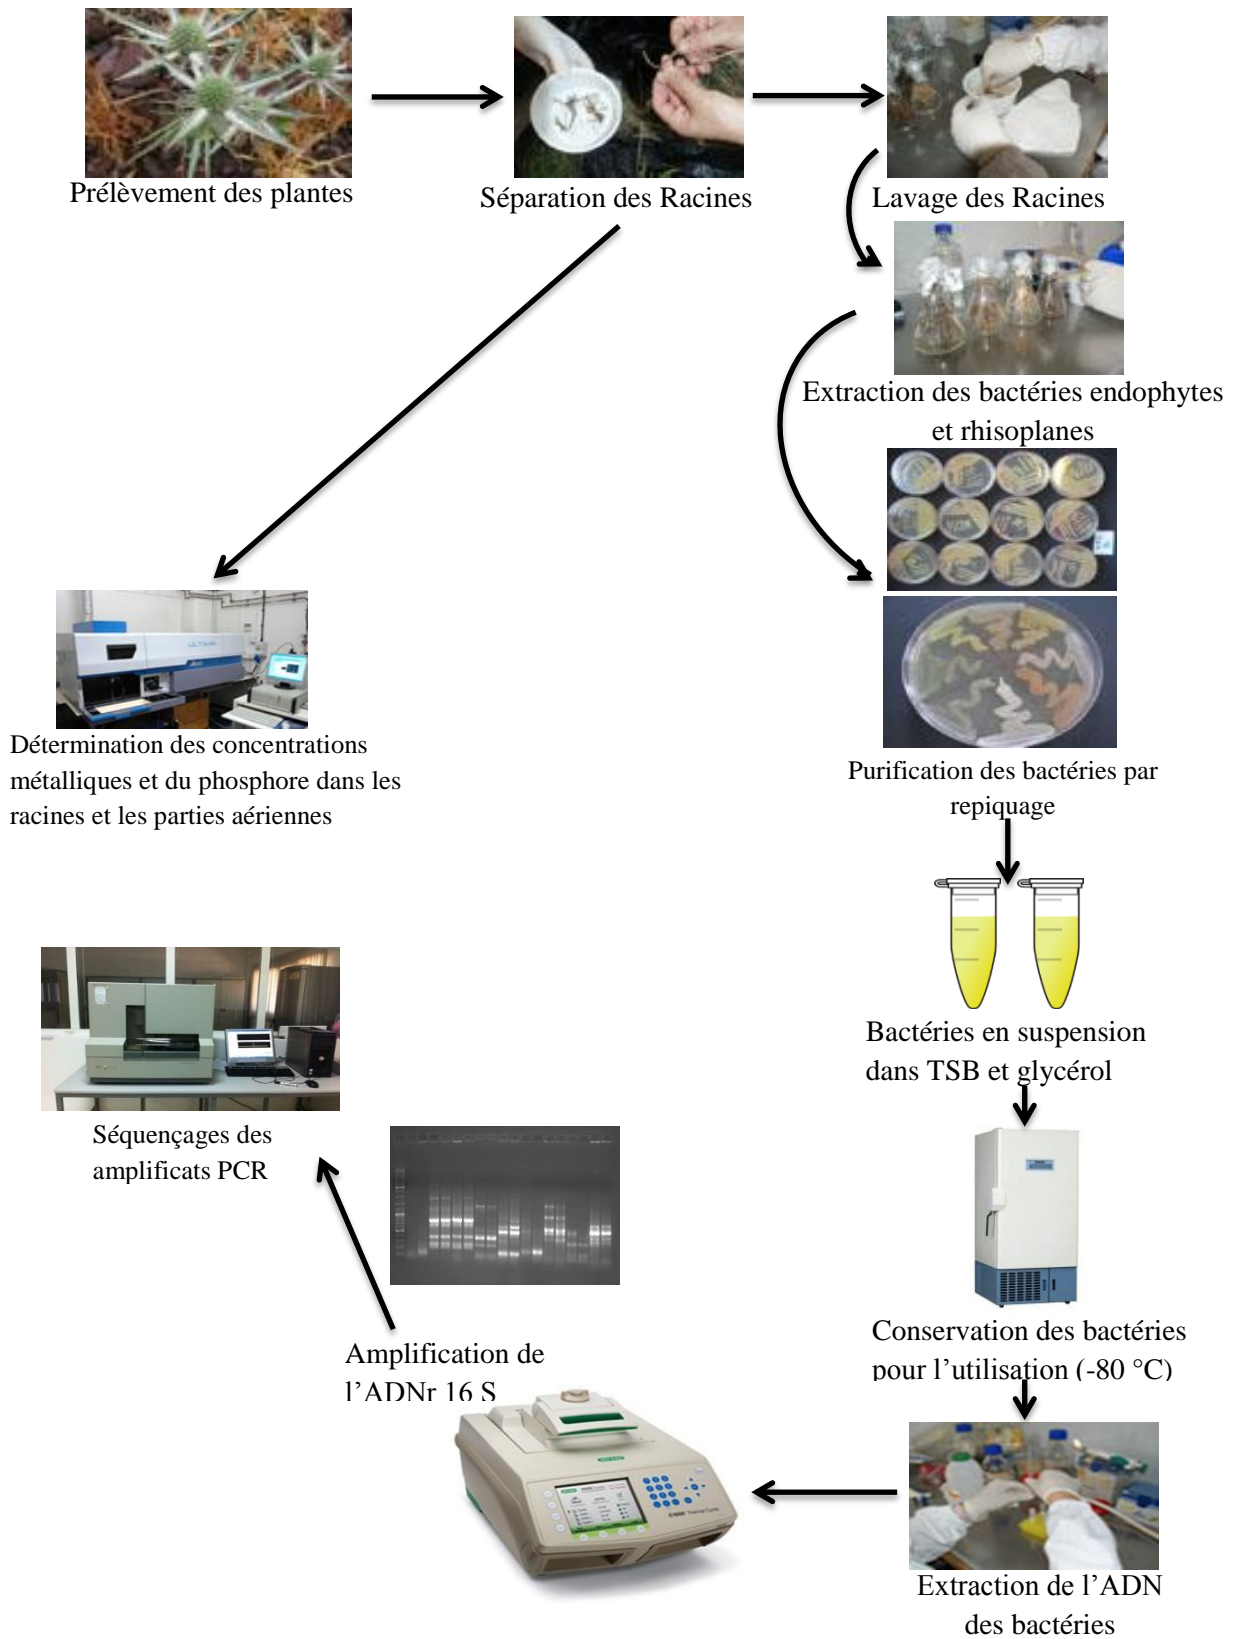 Prélèvement des plantes
Séparation des Racines
Lavage des Racines
Extraction des bactéries endophytes
et rhisoplanes
Détermination des concentrations
métalliques et du phosphore dans les
racines et les parties aériennes
Purification des bactéries par
repiquage
Bactéries en suspension
dans TSB et glycérol
Séquençages des
amplificats PCR
Conservation des bactéries
pour l’utilisation (-80 °C)
Amplification de
l’ADNr 16 S
Extraction de l’ADN
des bactéries